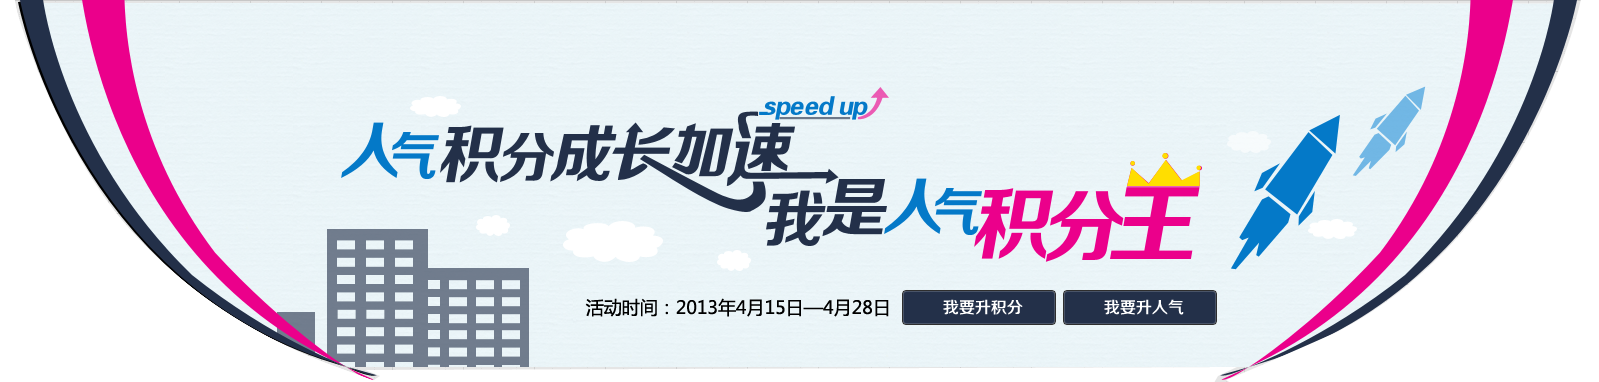 speed up
人气积分成长加速
我是人气积分王
活动时间：2013年4月15日—4月28日
我要升积分
我要升人气